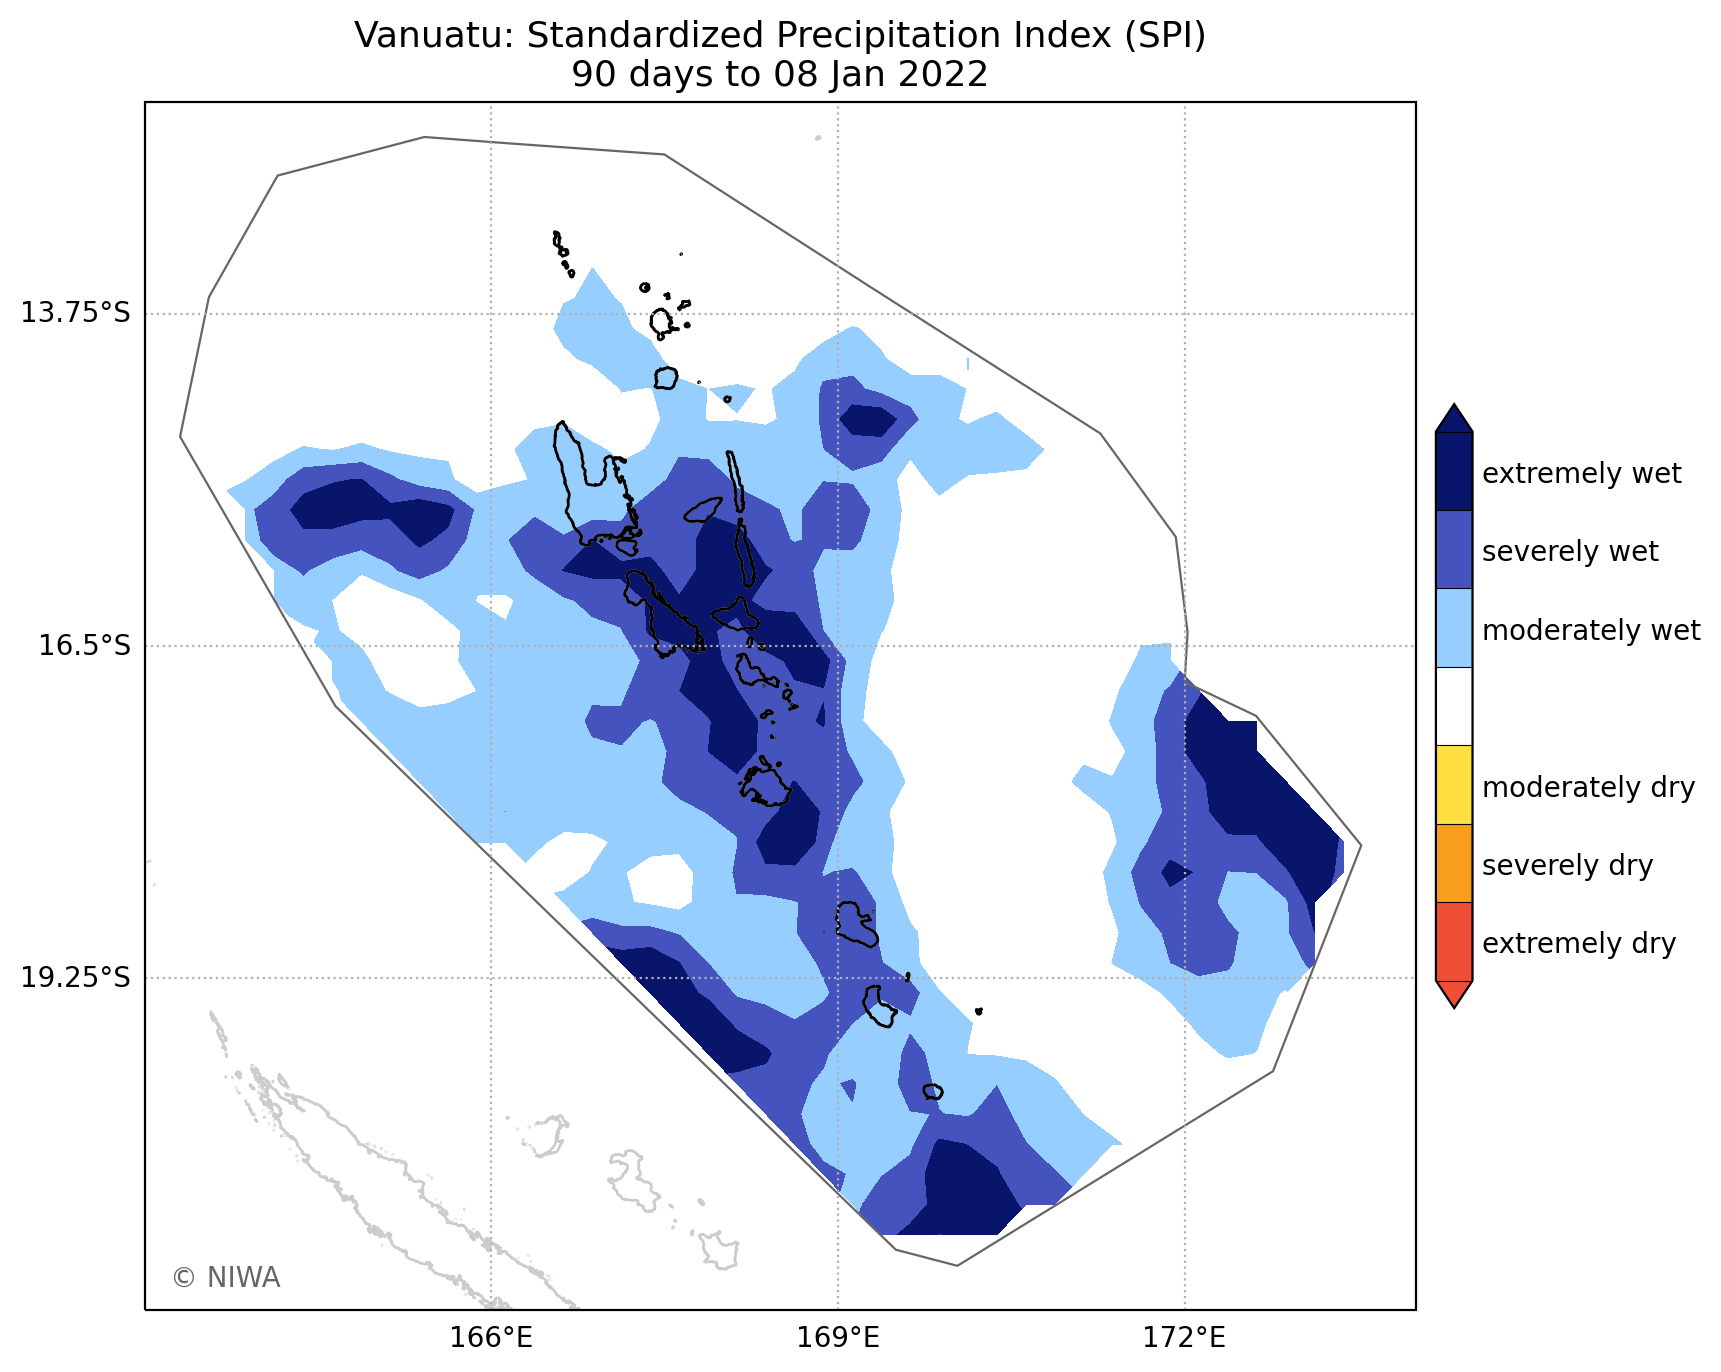 Vanuatu: Standardized Precipitation Index (SPI)
90 days to 08 Jan 2022
13.75°S
16.5°S
19.25°S
166°E
169°E
172°E
extremely wet
severely wet
moderately wet
moderately dry
severely dry
extremely dry
© NIWA